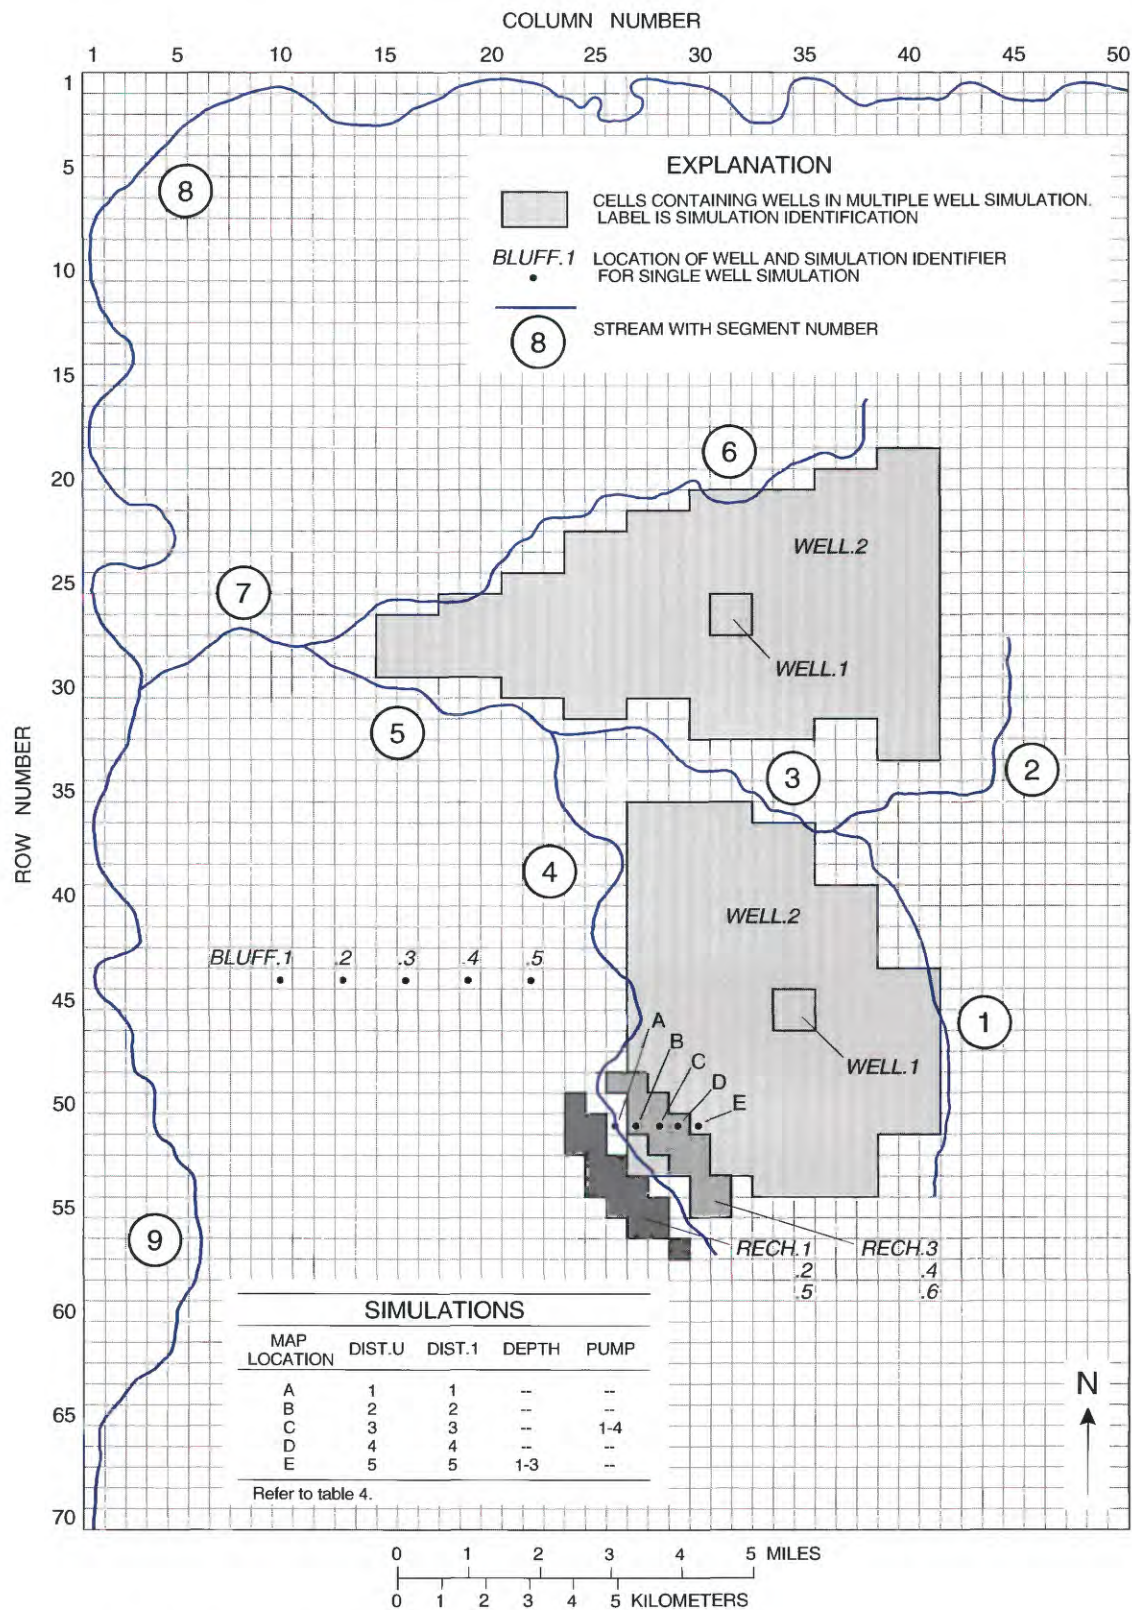 COLUMN NUMBER
1 5 10 15 20 25 30 35 40 45 50
1
5
10
15
20
25
30
35
40
45
50
55
60
65
70
ROW NUMBER
EXPLANATION
CELLS CONTAINING WELLS IN MULTIPLE WELL SIMULATION.
LABEL IS SIMULATION IDENTIFICATION
BLUFF.1 LOCATION OF WELL AND SIMULATION IDENTIFIER
FOR SINGLE WELL SIMULATION
8 STREAM WITH SEGMENT NUMBER
8
6
WELL.2
7
WELL.1
5
3
2
4
WELL.2
BLUFF.1 .2 .3 .4 .5
A
B
C
D
E
WELL.1
1
9
RECH.1 RECH.3
.2 .4
.5 .6
SIMULATIONS
MAP LOCATION DIST.U DIST.1 DEPTH PUMP
A 1 1 -- --
B 2 2 -- --
C 3 3 -- 1-4
D 4 4 -- --
E 5 5 1-3 --
Refer to table 4.
N
0 1 2 3 4 5 MILES
0 1 2 3 4 5 KILOMETERS